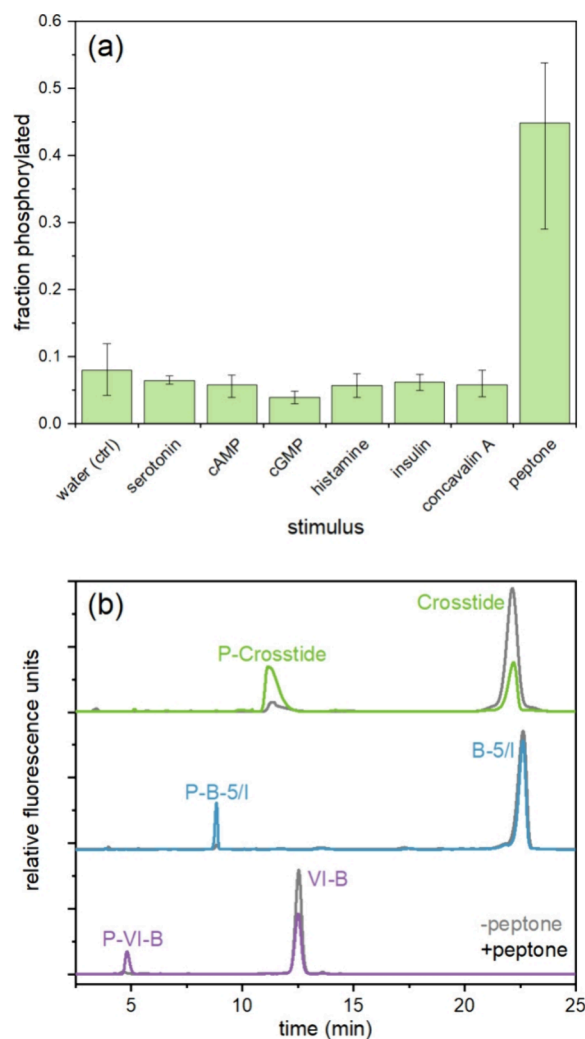 (a)
fraction phosphorylated
0.6
0.5
0.4
0.3
0.2
0.1
0.0
water (ctrl)
serotonin
cAMP
cGMP
histamine
insulin
concavalin A
peptone
stimulus
(b)
relative fluorescence units
Crosstide
P-Crosstide
B-5/I
P-B-5/I
VI-B
P-VI-B
-peptone
+peptone
5 10 15 20 25
time (min)